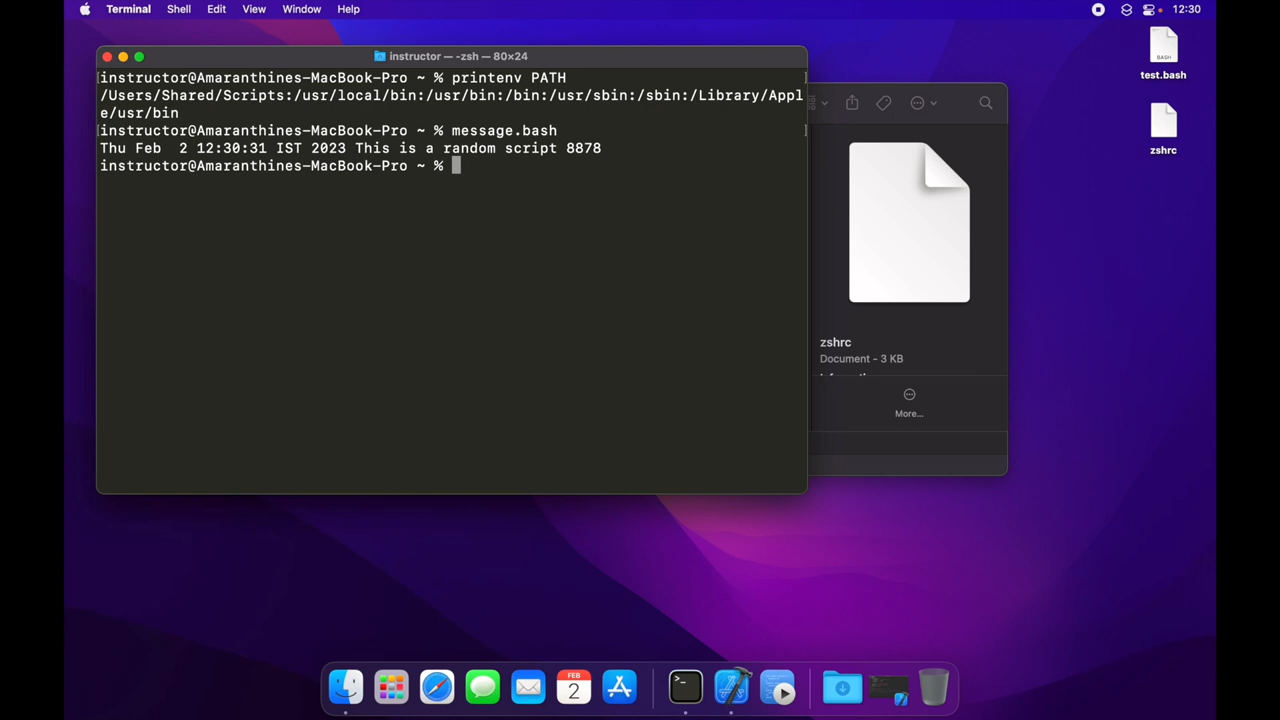 Terminal Shell Edit View Window Help 12:30
instructor — -zsh — 80×24
instructor@Amaranthines-MacBook-Pro ~ % printenv PATH
/Users/Shared/Scripts:/usr/local/bin:/usr/bin:/bin:/usr/sbin:/sbin:/Library/Appl
e/usr/bin
instructor@Amaranthines-MacBook-Pro ~ % message.bash
Thu Feb  2 12:30:31 IST 2023 This is a random script 8878
instructor@Amaranthines-MacBook-Pro ~ %
BASH
test.bash
zshrc
zshrc
Document - 3 KB
More...
FEB
2